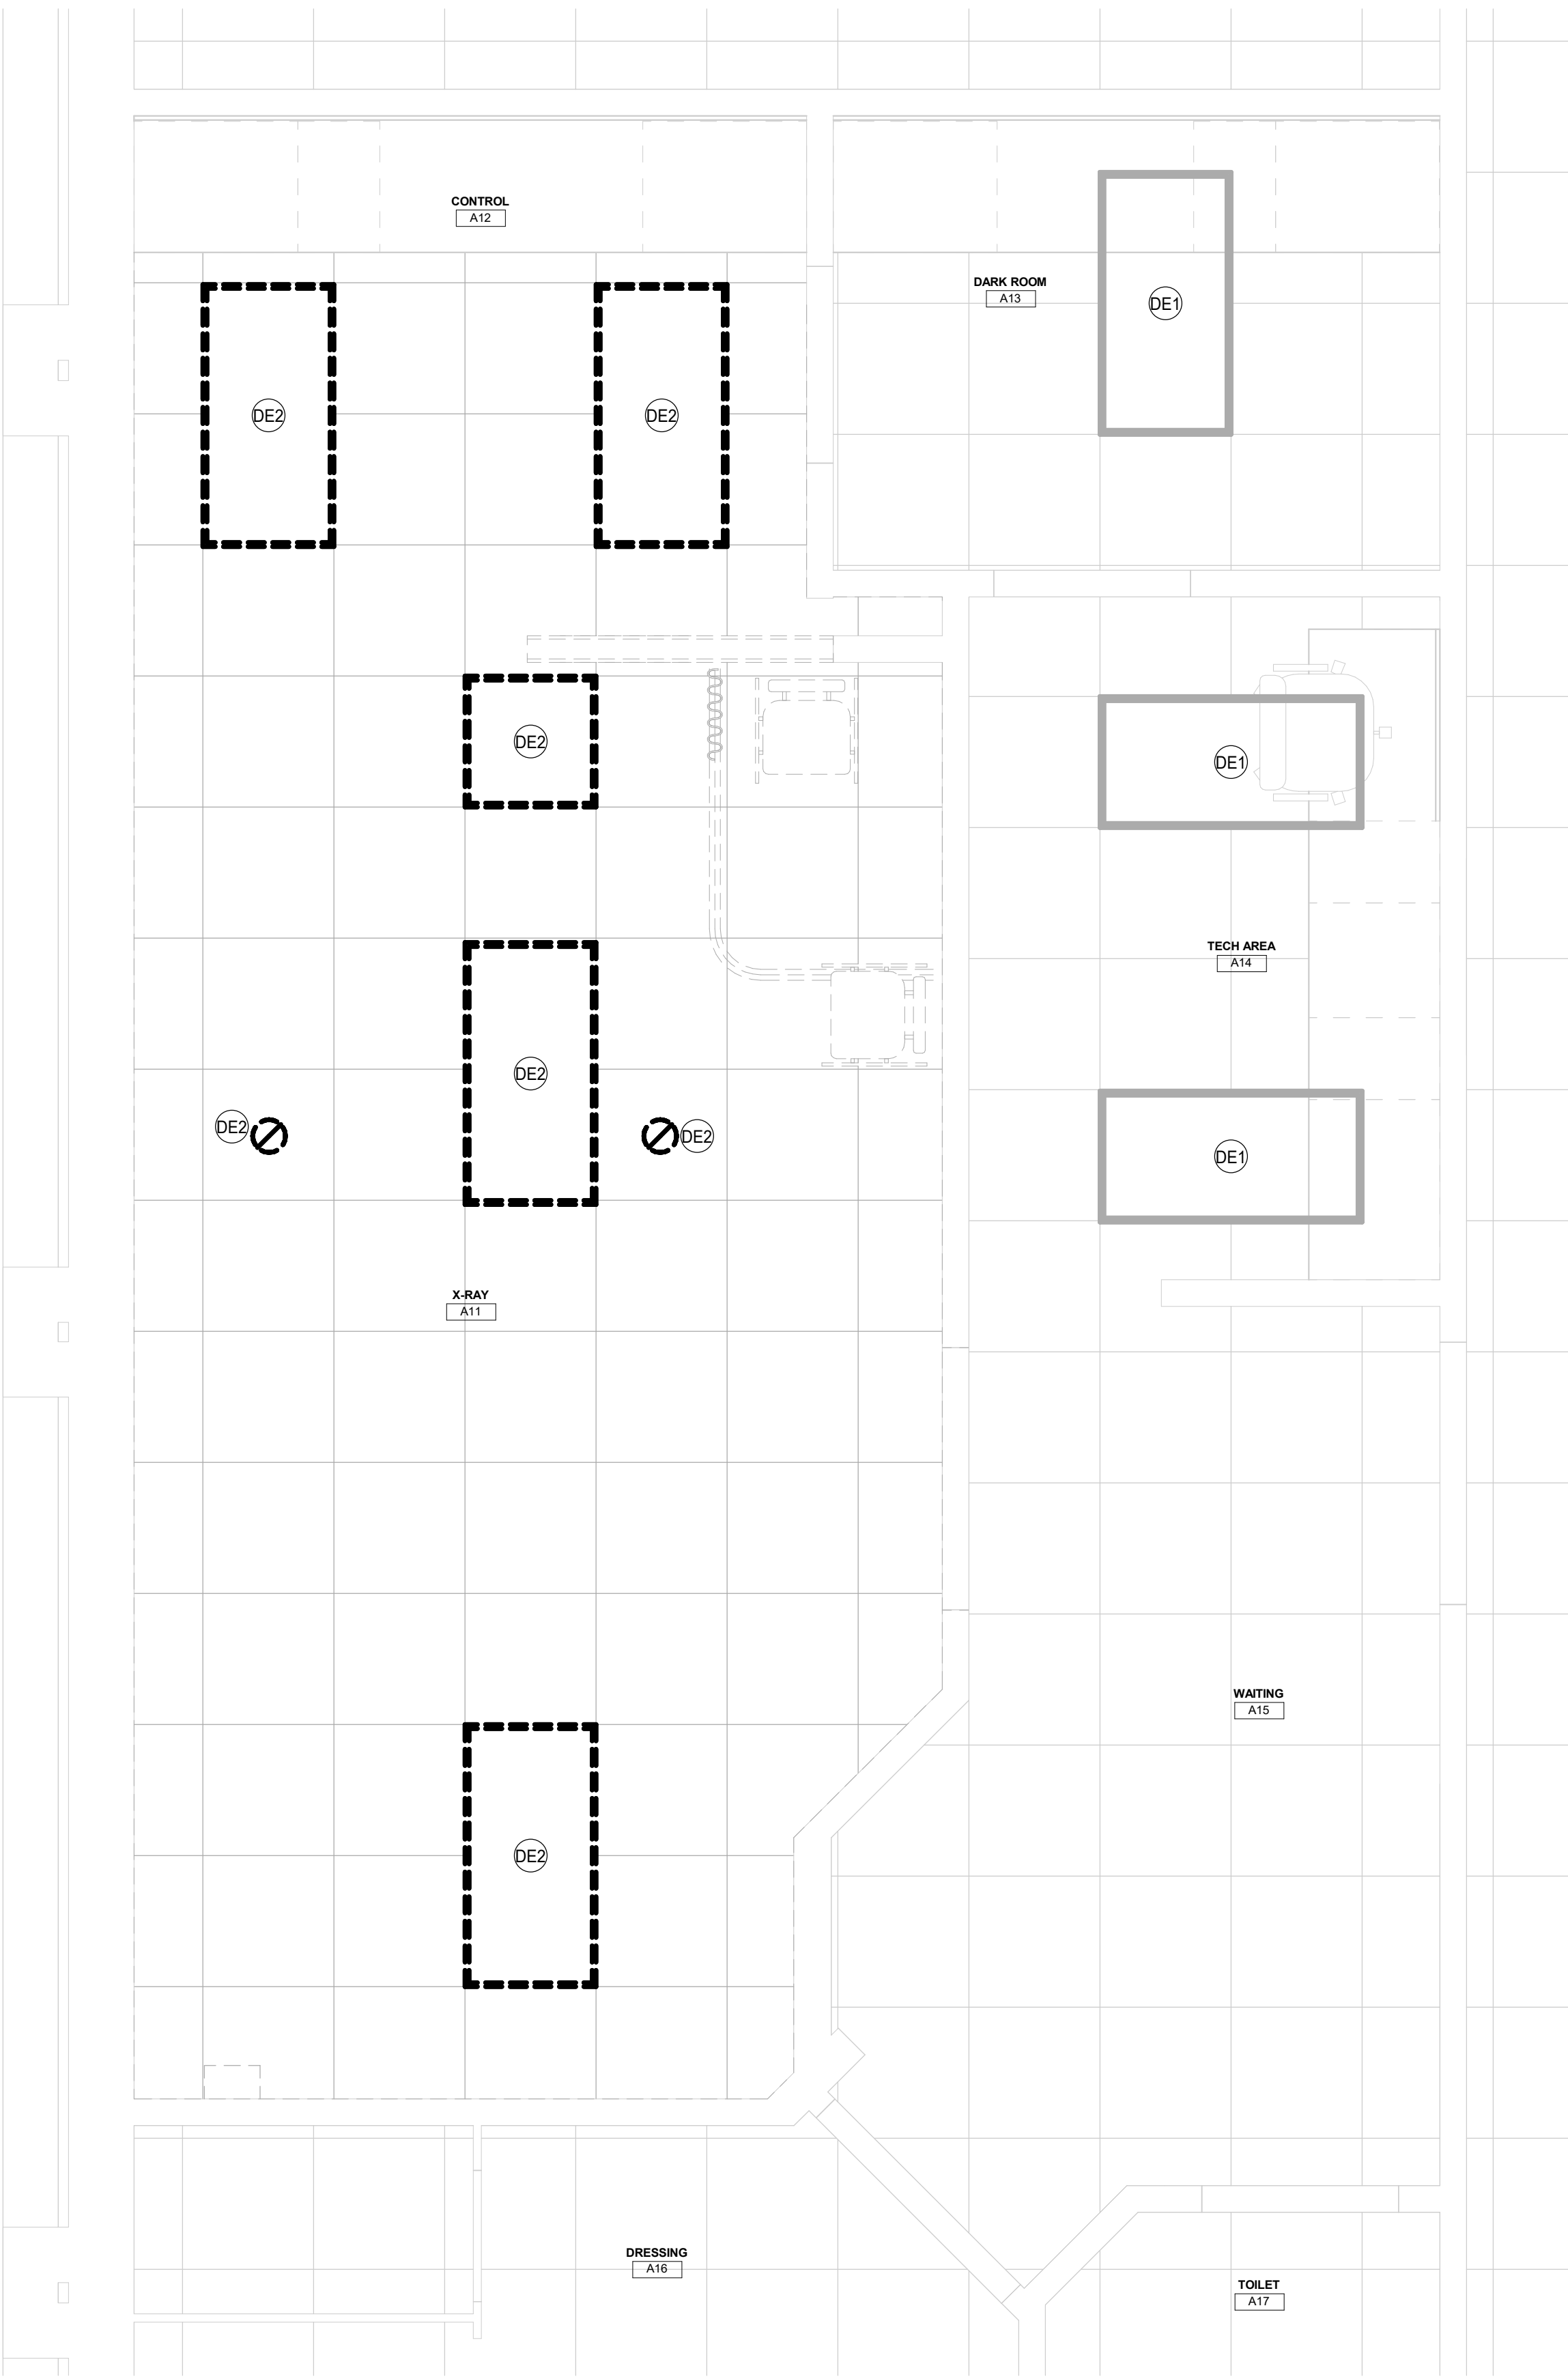 CONTROL
A12
DARK ROOM
A13
DE1
DE2
DE2
DE2
DE1
TECH AREA
A14
DE2
DE2
DE2
DE1
X-RAY
A11
WAITING
A15
DE2
DRESSING
A16
TOILET
A17